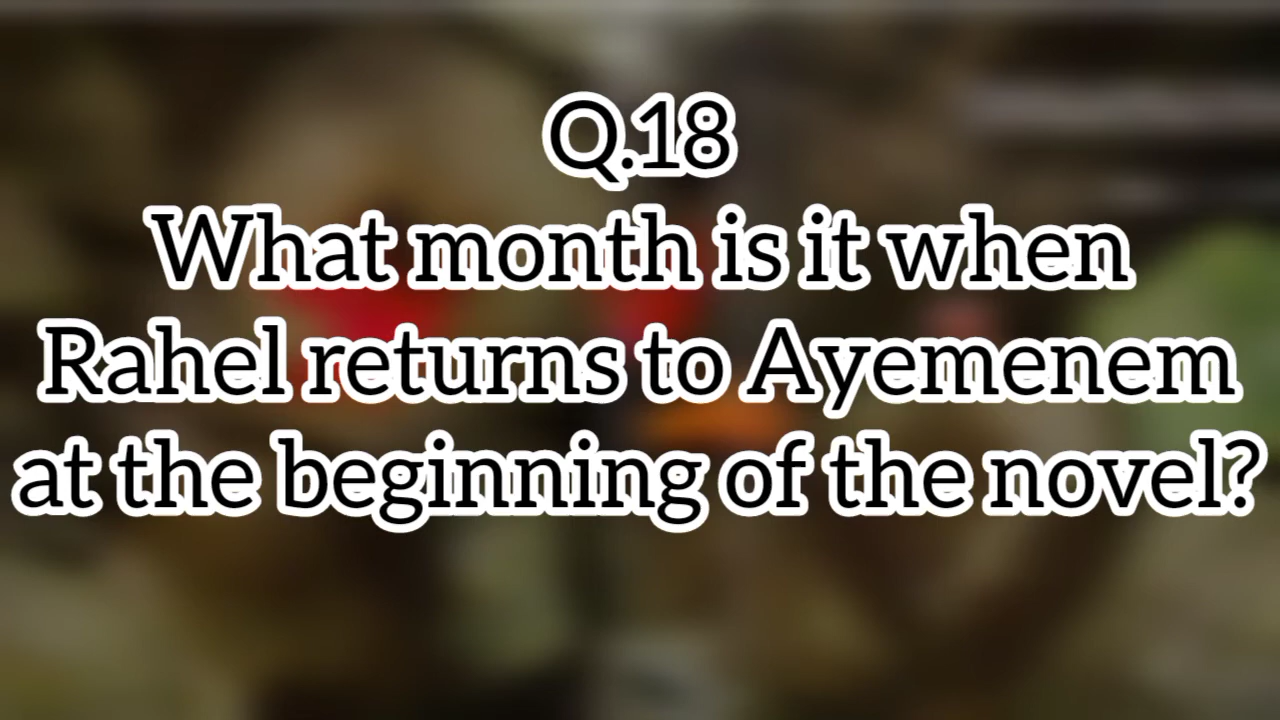 Q.18
What month is it when
Rahel returns to Ayemenem
at the beginning of the novel?